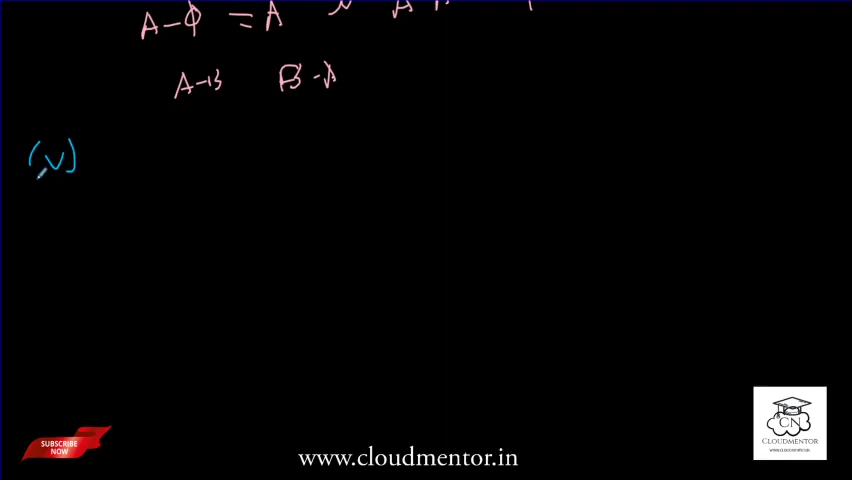 A-Φ = A
A-B B-A
(v)
CN
CLOUDMENTOR
SUBSCRIBE
NOW
www.cloudmentor.in